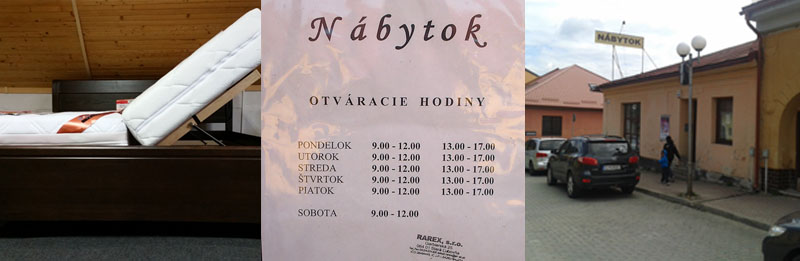 Nábytok
OTVÁRACIE HODINY
PONDELOK 9.00 - 12.00 13.00 - 17.00
UTOROK 9.00 - 12.00 13.00 - 17.00
STREDA 9.00 - 12.00 13.00 - 17.00
ŠTVRTOK 9.00 - 12.00 13.00 - 17.00
PIATOK 9.00 - 12.00 13.00 - 17.00
SOBOTA 9.00 - 12.00
RAREX, s.r.o.
NÁBYTOK